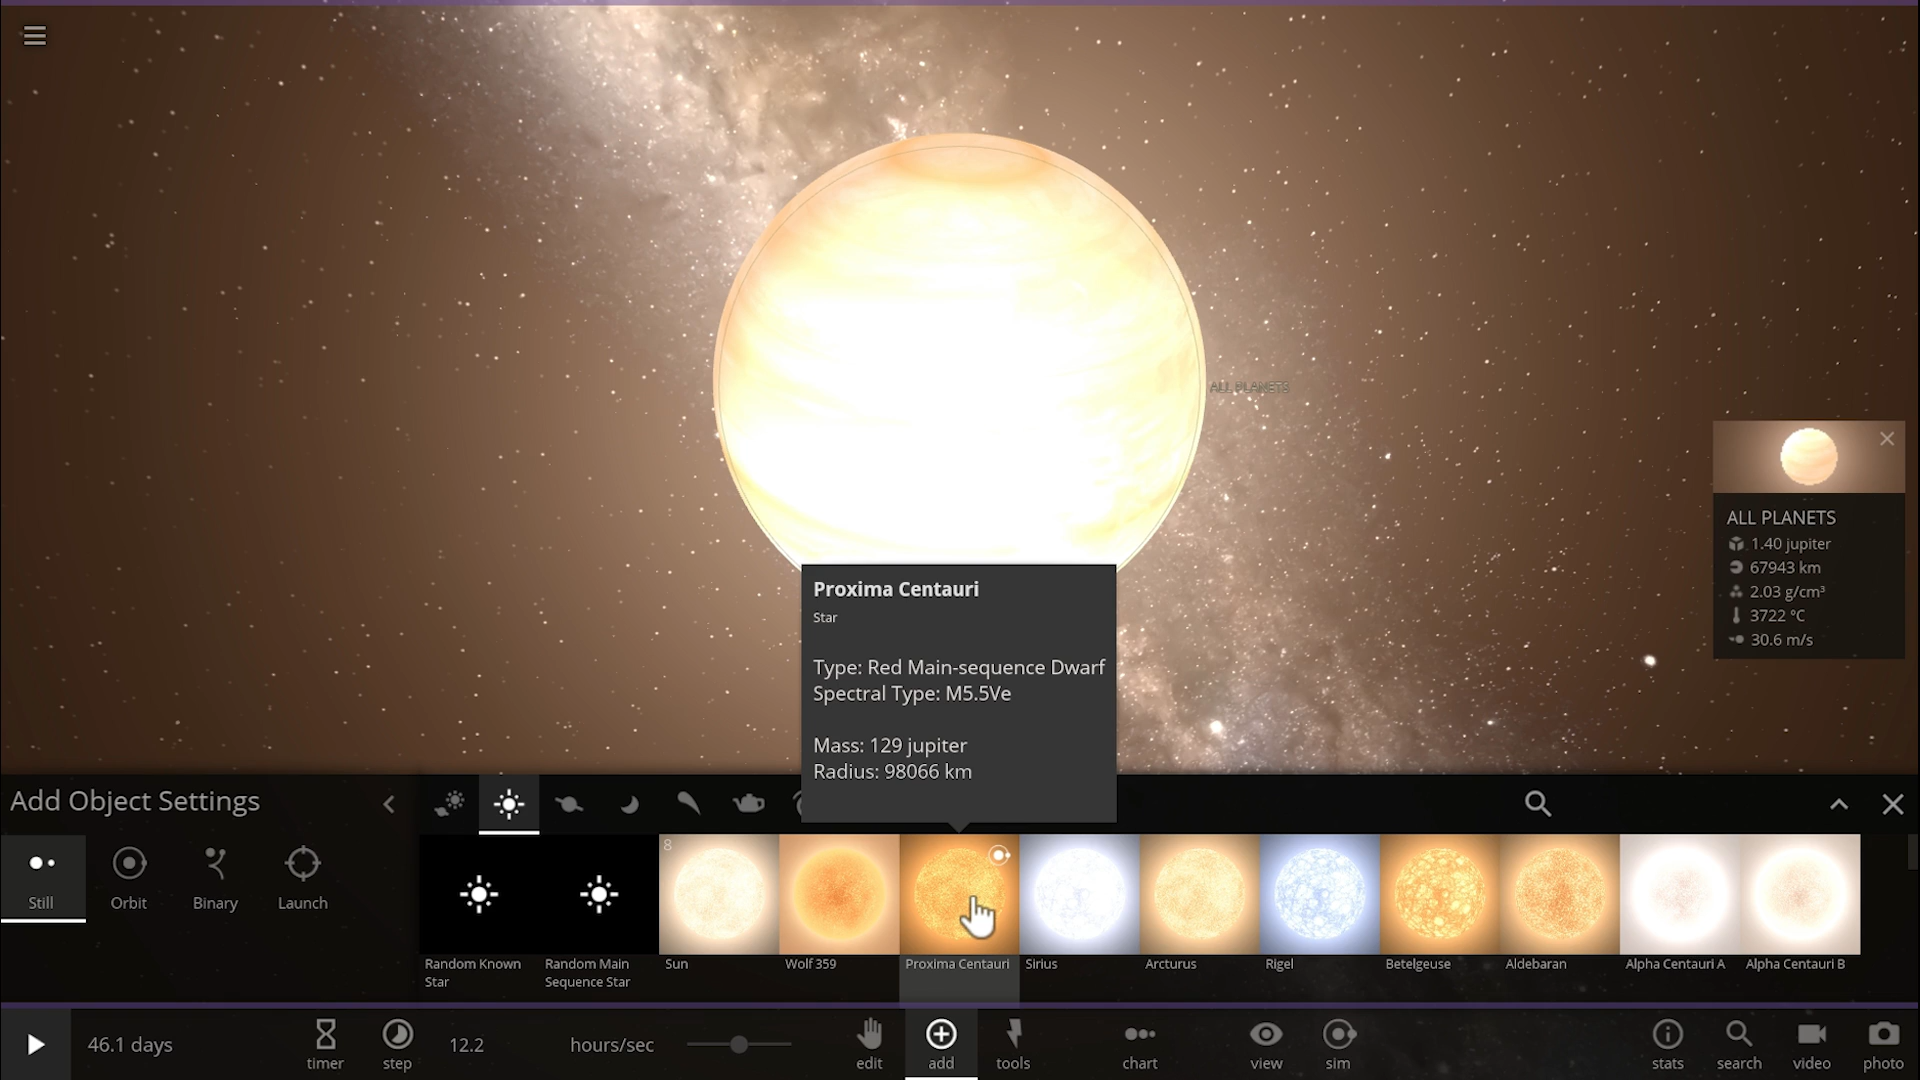 ALL PLANETS
ALL PLANETS
1.40 jupiter
67943 km
2.03 g/cm³
3722 °C
30.6 m/s
Proxima Centauri
Star
Type: Red Main-sequence Dwarf
Spectral Type: M5.5Ve
Mass: 129 jupiter
Radius: 98066 km
Add Object Settings
Still
Orbit
Binary
Launch
8
Random Known
Star
Random Main
Sequence Star
Sun
Wolf 359
Proxima Centauri
Sirius
Arcturus
Rigel
Betelgeuse
Aldebaran
Alpha Centauri A
Alpha Centauri B
46.1 days
timer
step
12.2
hours/sec
edit
add
tools
chart
view
sim
stats
search
video
photo